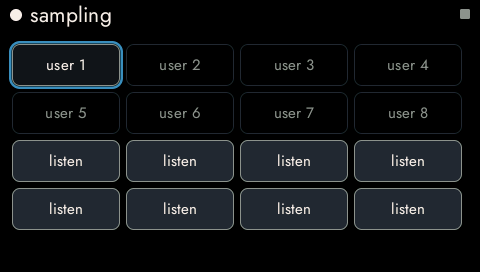 sampling
user 1 user 2 user 3 user 4
user 5 user 6 user 7 user 8
listen listen listen listen
listen listen listen listen